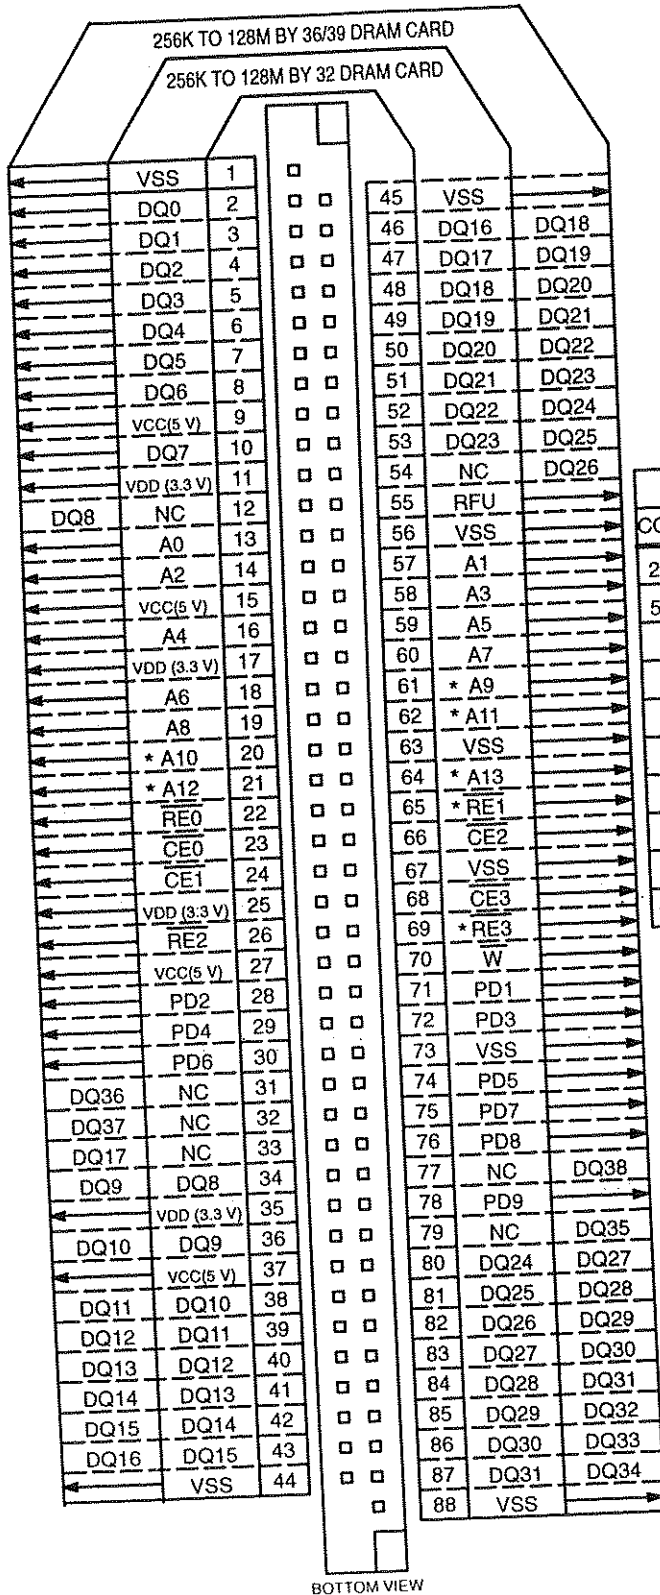 256K TO 128M BY 36/39 DRAM CARD
256K TO 128M BY 32 DRAM CARD
VSS 1
DQ0 2
DQ1 3
DQ2 4
DQ3 5
DQ4 6
DQ5 7
DQ6 8
VCC(5 V) 9
DQ7 10
VDD (3.3 V) 11
DQ8 NC 12
A0 13
A2 14
VCC(5 V) 15
A4 16
VDD (3.3 V) 17
A6 18
A8 19
* A10 20
* A12 21
R̅E̅0̅ 22
C̅E̅0̅ 23
C̅E̅1̅ 24
VDD (3.3 V) 25
R̅E̅2̅ 26
VCC(5 V) 27
PD2 28
PD4 29
PD6 30
DQ36 NC 31
DQ37 NC 32
DQ17 NC 33
DQ9 DQ8 34
VDD (3.3 V) 35
DQ10 DQ9 36
VCC(5 V) 37
DQ11 DQ10 38
DQ12 DQ11 39
DQ13 DQ12 40
DQ14 DQ13 41
DQ15 DQ14 42
DQ16 DQ15 43
VSS 44
45 VSS
46 DQ16 DQ18
47 DQ17 DQ19
48 DQ18 DQ20
49 DQ19 DQ21
50 DQ20 DQ22
51 DQ21 DQ23
52 DQ22 DQ24
53 DQ23 DQ25
54 NC DQ26
55 RFU
56 VSS
57 A1
58 A3
59 A5
60 A7
61 * A9
62 * A11
63 VSS
64 * A13
65 * R̅E̅1̅
66 C̅E̅2̅
67 VSS
68 C̅E̅3̅
69 * R̅E̅3̅
70 W̅
71 PD1
72 PD3
73 VSS
74 PD5
75 PD7
76 PD8
77 NC DQ38
78 PD9
79 NC DQ35
80 DQ24 DQ27
81 DQ25 DQ28
82 DQ26 DQ29
83 DQ27 DQ30
84 DQ28 DQ31
85 DQ29 DQ32
86 DQ30 DQ33
87 DQ31 DQ34
88 VSS
BOTTOM VIEW